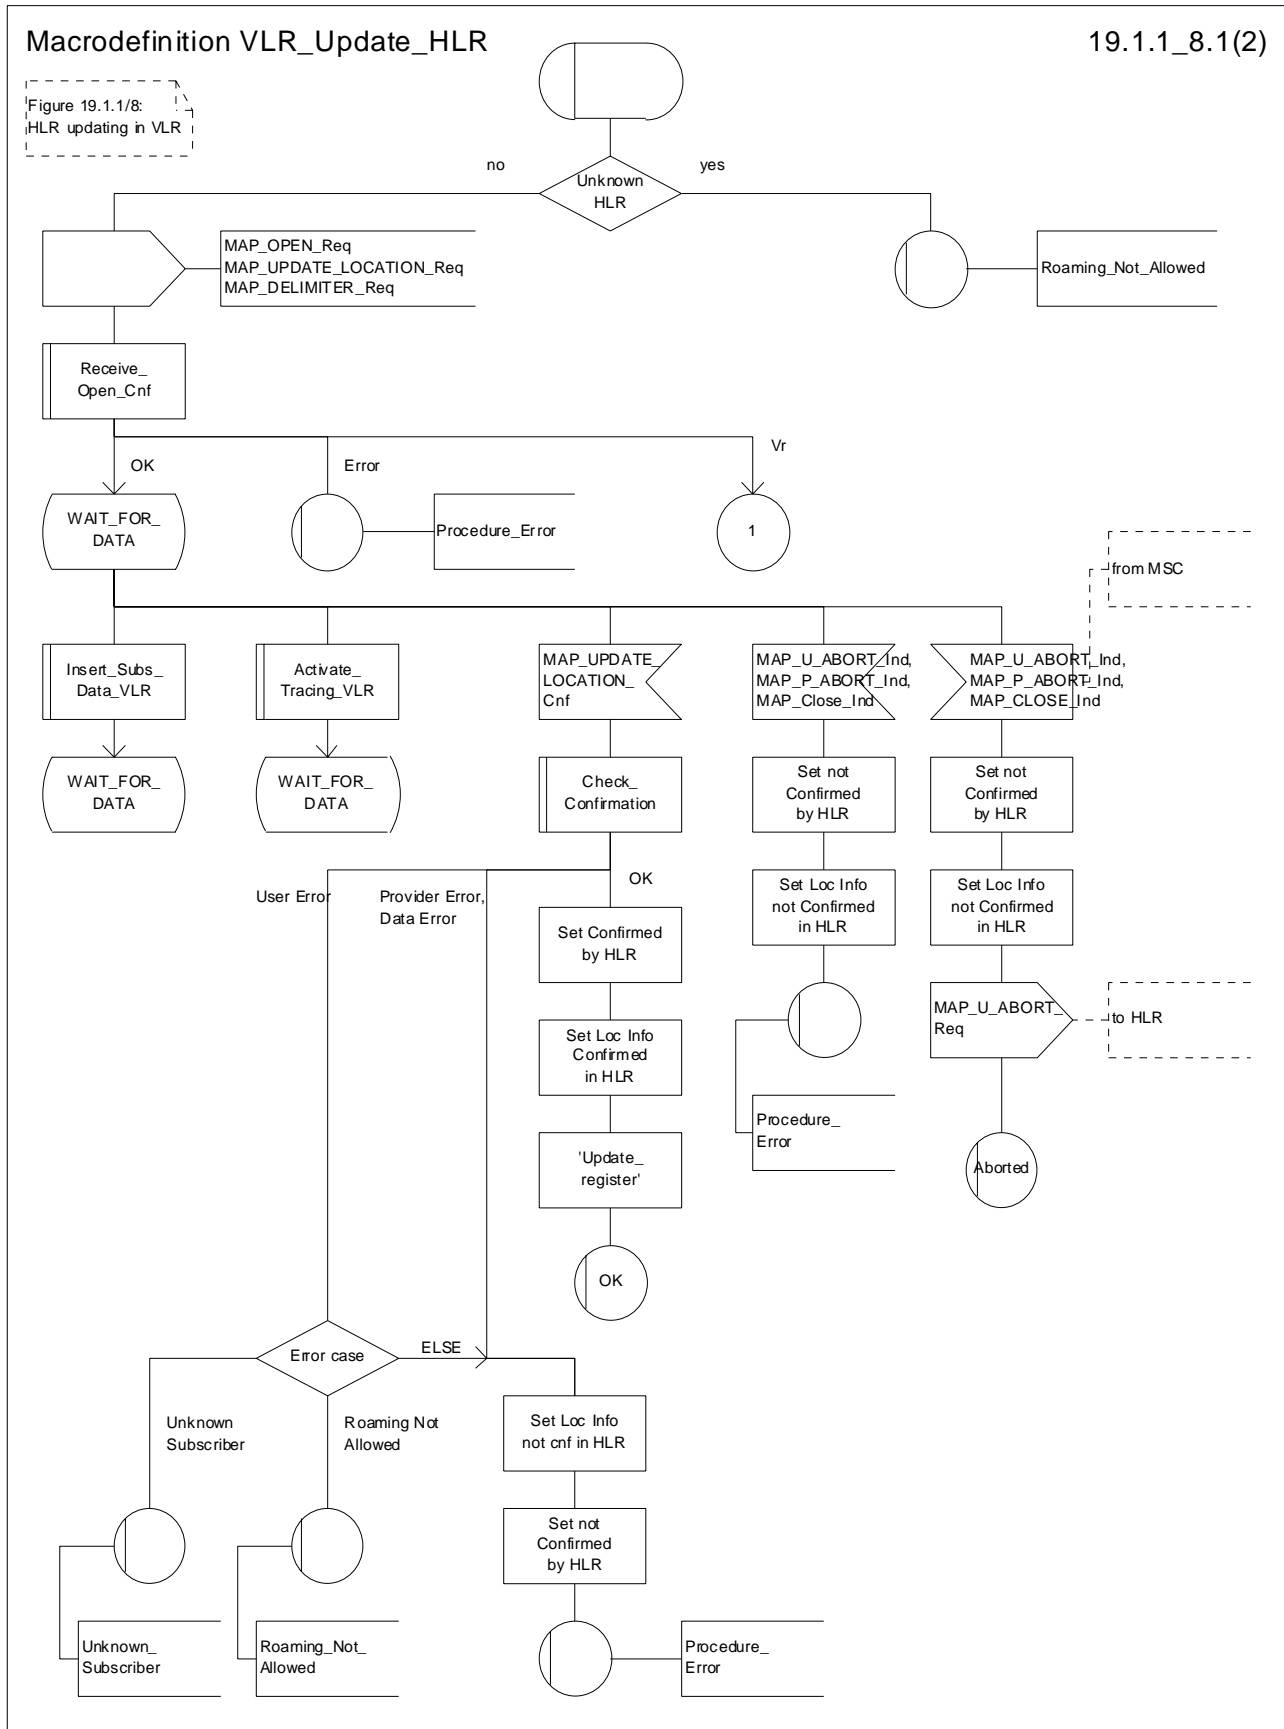 Macrodefinition VLR_Update_HLR
19.1.1_8.1(2)
Figure 19.1.1/8:
HLR updating in VLR
no
yes
Unknown
HLR
MAP_OPEN_Req
MAP_UPDATE_LOCATION_Req
MAP_DELIMITER_Req
Roaming_Not_Allowed
Receive_
Open_Cnf
OK
Error
Vr
WAIT_FOR_
DATA
Procedure_Error
1
from MSC
Insert_Subs_
Data_VLR
Activate_
Tracing_VLR
MAP_UPDATE_
LOCATION_
Cnf
MAP_U_ABORT_Ind,
MAP_P_ABORT_Ind,
MAP_Close_Ind
MAP_U_ABORT_Ind,
MAP_P_ABORT_Ind,
MAP_CLOSE_Ind
WAIT_FOR_
DATA
WAIT_FOR_
DATA
Check_
Confirmation
Set not
Confirmed
by HLR
Set not
Confirmed
by HLR
User Error
Provider Error,
Data Error
OK
Set Loc Info
not Confirmed
in HLR
Set Loc Info
not Confirmed
in HLR
Set Confirmed
by HLR
MAP_U_ABORT_
Req
to HLR
Set Loc Info
Confirmed
in HLR
Procedure_
Error
'Update_
register'
Aborted
OK
Error case
ELSE
Unknown
Subscriber
Roaming Not
Allowed
Set Loc Info
not cnf in HLR
Set not
Confirmed
by HLR
Unknown_
Subscriber
Roaming_Not_
Allowed
Procedure_
Error